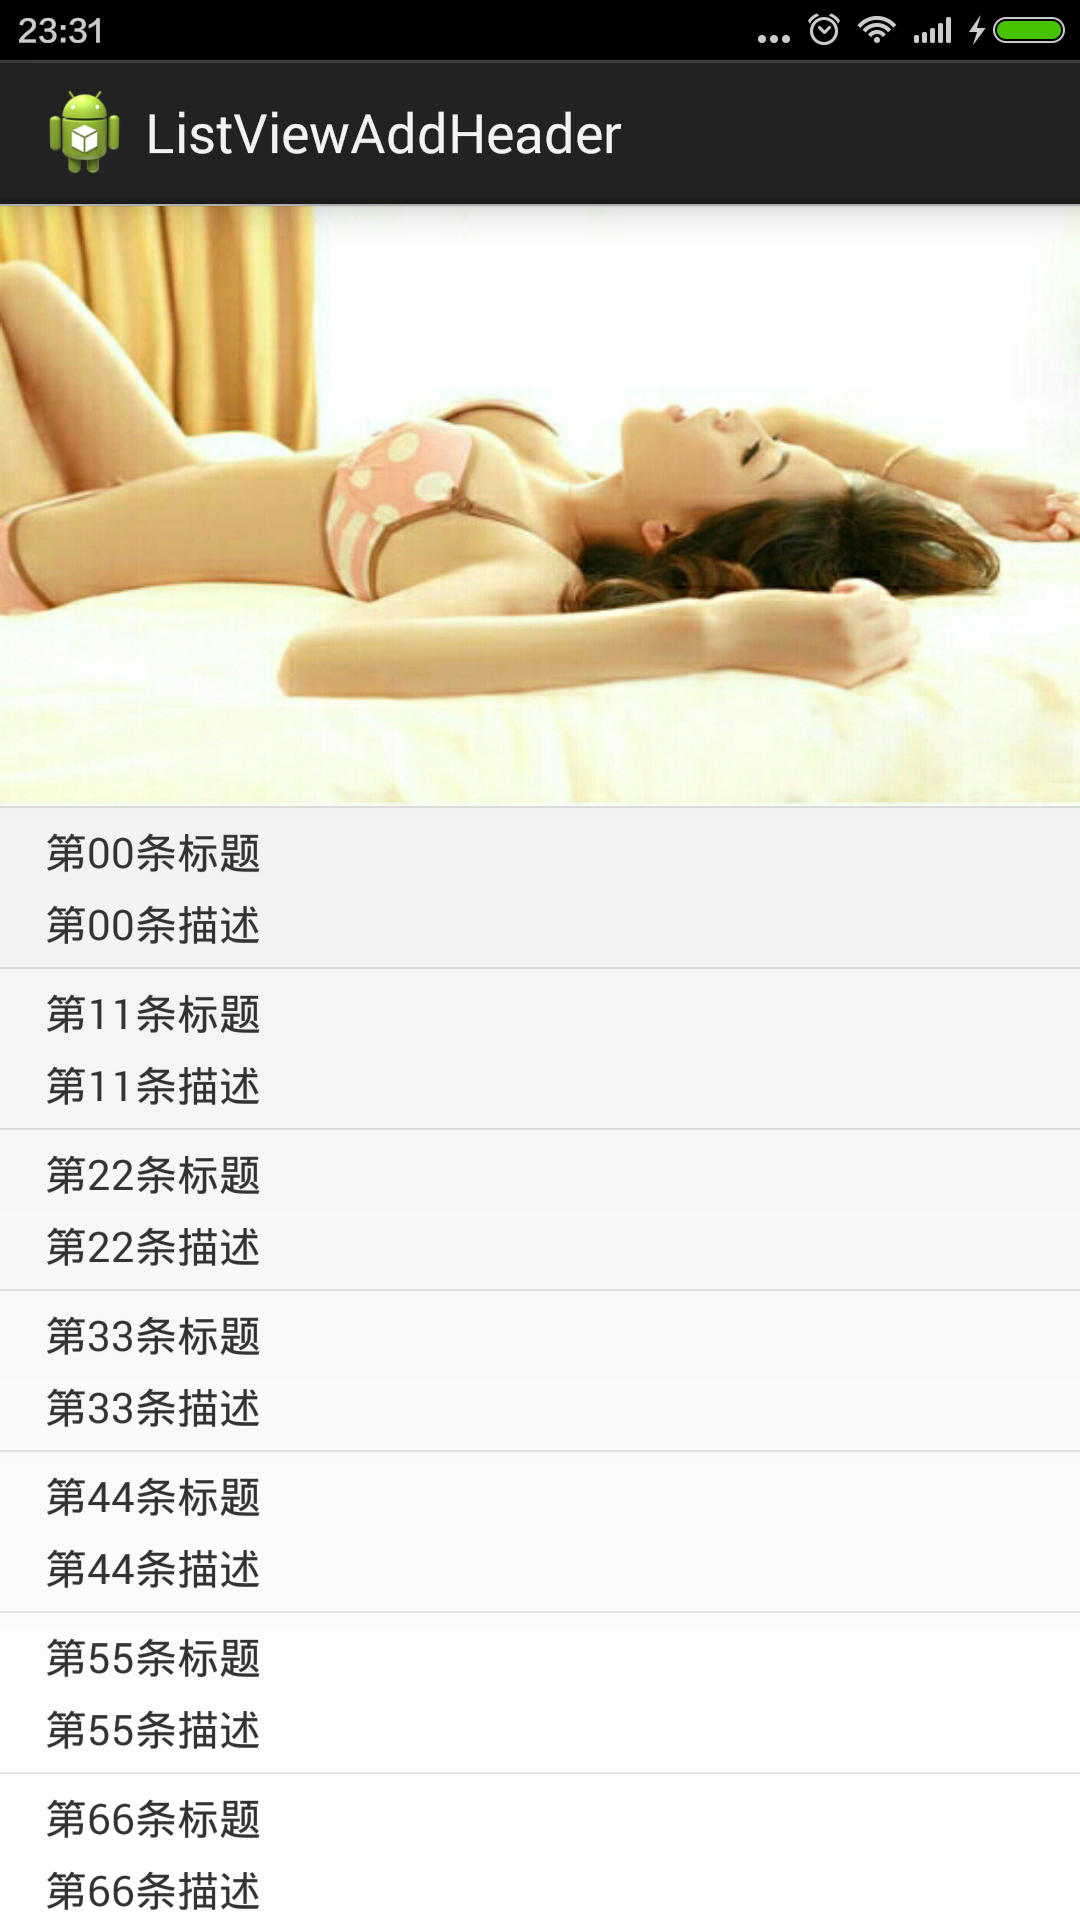 23:31
ListViewAddHeader
第00条标题
第00条描述
第11条标题
第11条描述
第22条标题
第22条描述
第33条标题
第33条描述
第44条标题
第44条描述
第55条标题
第55条描述
第66条标题
第66条描述